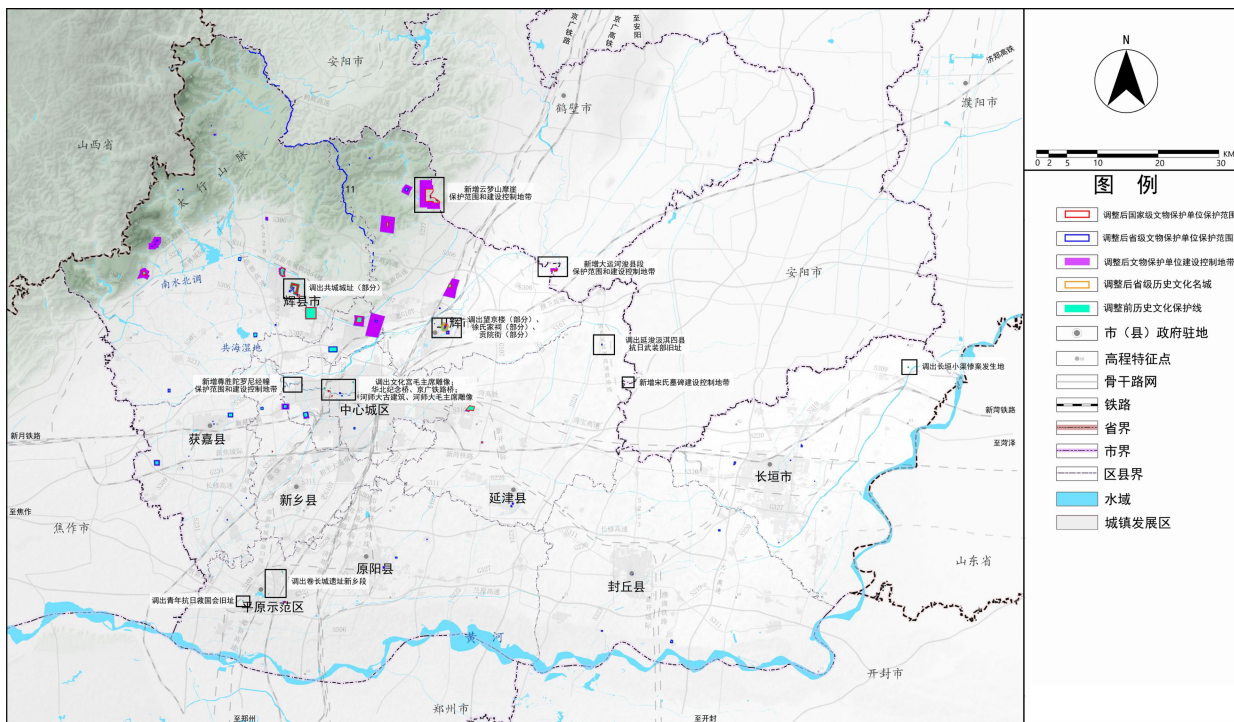 京广铁路
京广高铁
至安阳
安阳市
鹤壁市
济郑高铁
濮阳市
山西省
太行山脉
11
新增云梦山摩崖
保护范围和建设控制地带
新增大运河浚县段
保护范围和建设控制地带
安阳市
南水北调
调出共城城址（部分）
辉县市
调出望京楼（部分）、
徐氏家祠（部分）、
贡院街（部分）
调出延浚汲淇四县
抗日武装部旧址
共海湿地
新增尊胜陀罗尼经幢
保护范围和建设控制地带
调出文化宫毛主席雕像;
华北纪念桥、京广铁路桥;
河师大古建筑、河师大毛主席雕像
中心城区
新增宋氏墓碑建设控制地带
调出长垣小渠惨案发生地
新菏铁路
至菏泽
新月铁路
获嘉县
长垣市
新乡县
延津县
至焦作
焦作市
长修高速
长修高速
山东省
原阳县
封丘县
调出卷长城遗址新乡段
调出青年抗日救国会旧址
平原示范区
黄河
开封市
郑州市
至郑州
至开封
N
0 2 5 10 20 30 KM
图 例
调整后国家级文物保护单位保护范围
调整后省级文物保护单位保护范围
调整后文物保护单位建设控制地带
调整后省级历史文化名城
调整前历史文化保护线
市（县）政府驻地
高程特征点
骨干路网
铁路
省界
市界
区县界
水域
城镇发展区